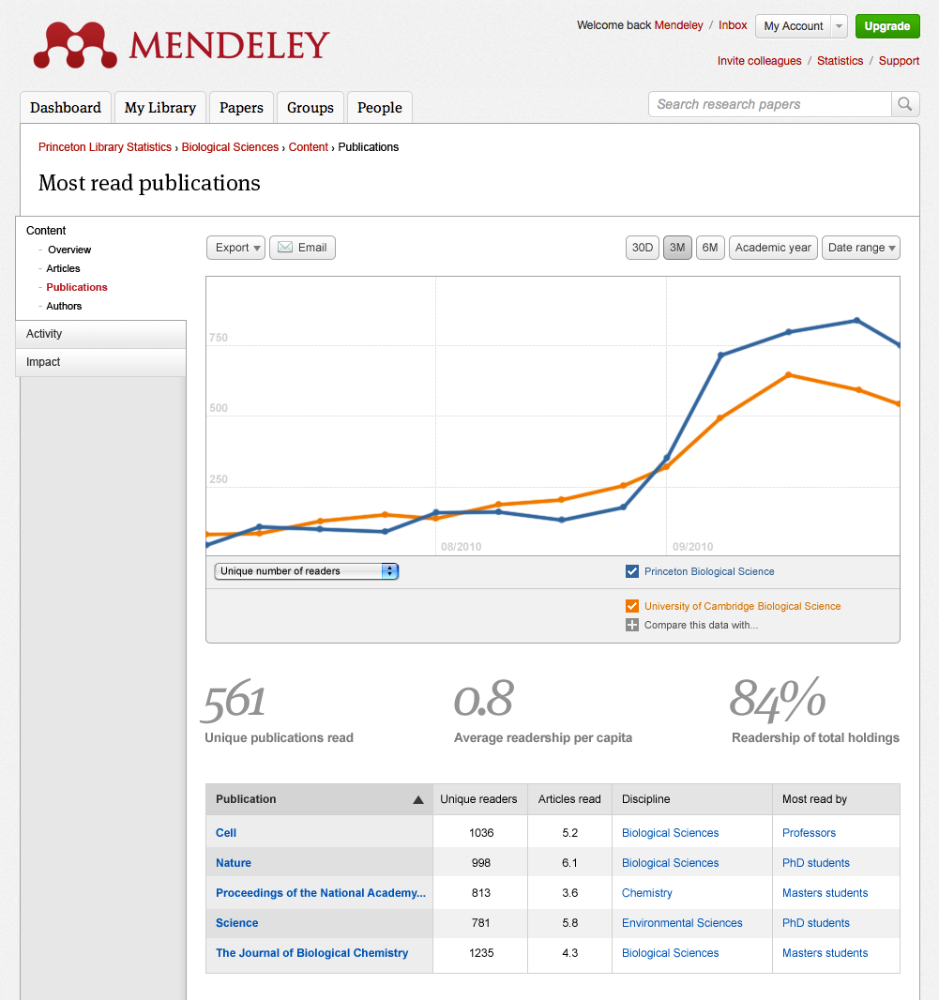 MENDELEY
Welcome back Mendeley / Inbox My Account Upgrade
Invite colleagues / Statistics / Support
Dashboard My Library Papers Groups People Search research papers
Princeton Library Statistics › Biological Sciences › Content › Publications
Most read publications
Content
- Overview
- Articles
- Publications
- Authors
Activity
Impact
Export Email 30D 3M 6M Academic year Date range
750
500
250
08/2010 09/2010
Unique number of readers Princeton Biological Science
University of Cambridge Biological Science
Compare this data with...
561 0.8 84%
Unique publications read Average readership per capita Readership of total holdings
Publication Unique readers Articles read Discipline Most read by
Cell 1036 5.2 Biological Sciences Professors
Nature 998 6.1 Biological Sciences PhD students
Proceedings of the National Academy... 813 3.6 Chemistry Masters students
Science 781 5.8 Environmental Sciences PhD students
The Journal of Biological Chemistry 1235 4.3 Biological Sciences Masters students